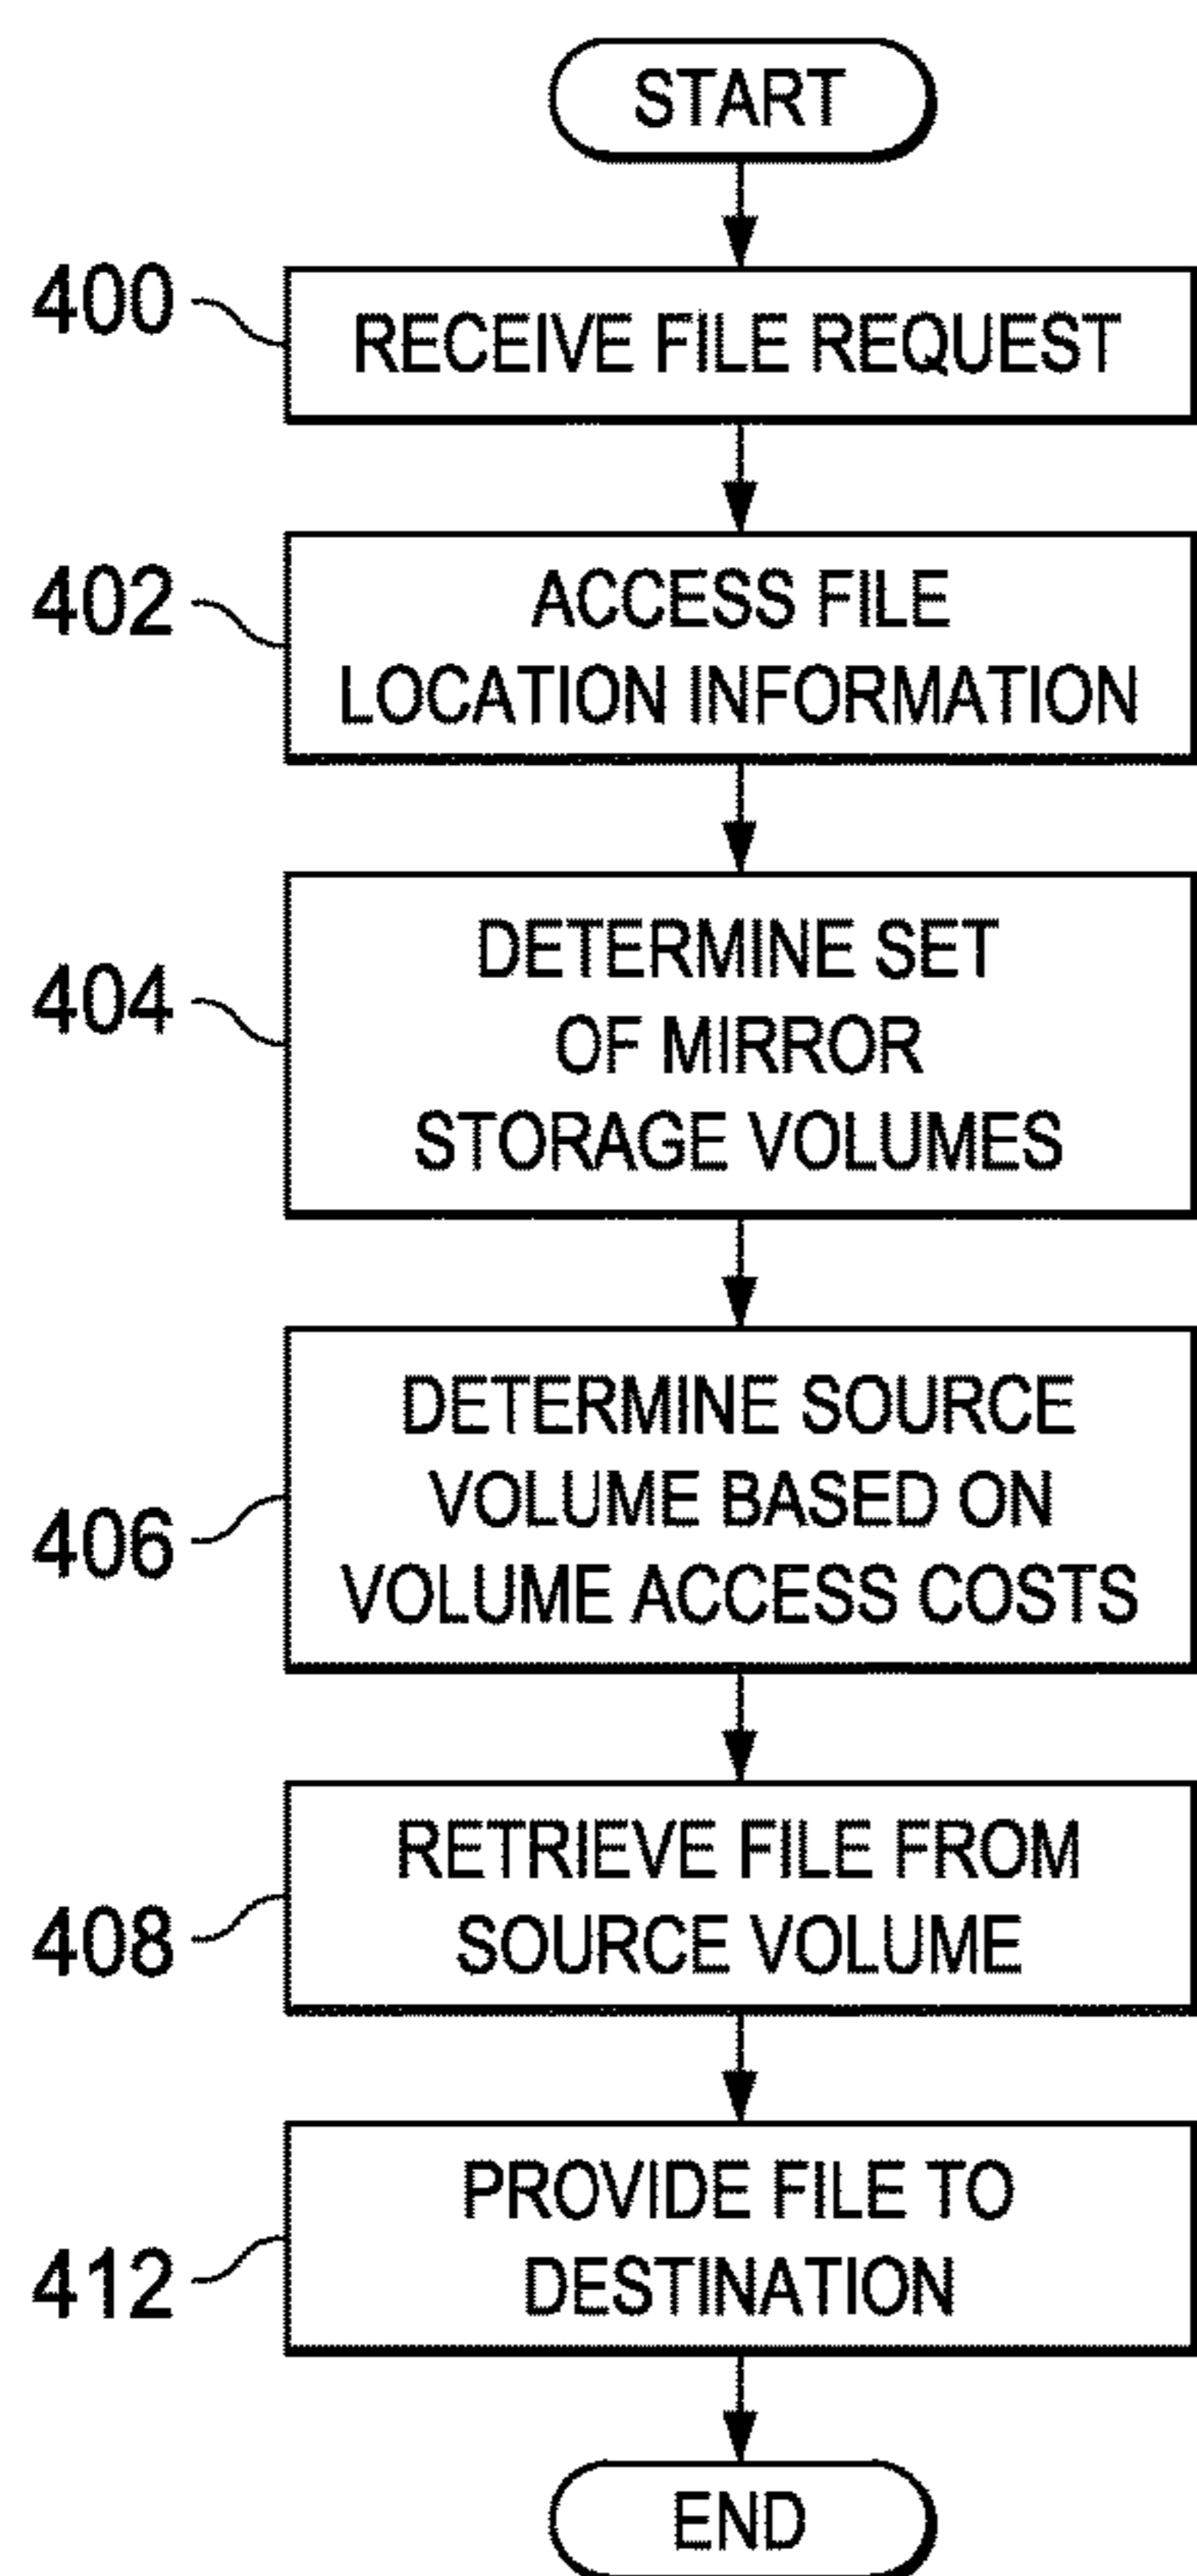 START
400
RECEIVE FILE REQUEST
402
ACCESS FILE
LOCATION INFORMATION
404
DETERMINE SET
OF MIRROR
STORAGE VOLUMES
406
DETERMINE SOURCE
VOLUME BASED ON
VOLUME ACCESS COSTS
408
RETRIEVE FILE FROM
SOURCE VOLUME
412
PROVIDE FILE TO
DESTINATION
END